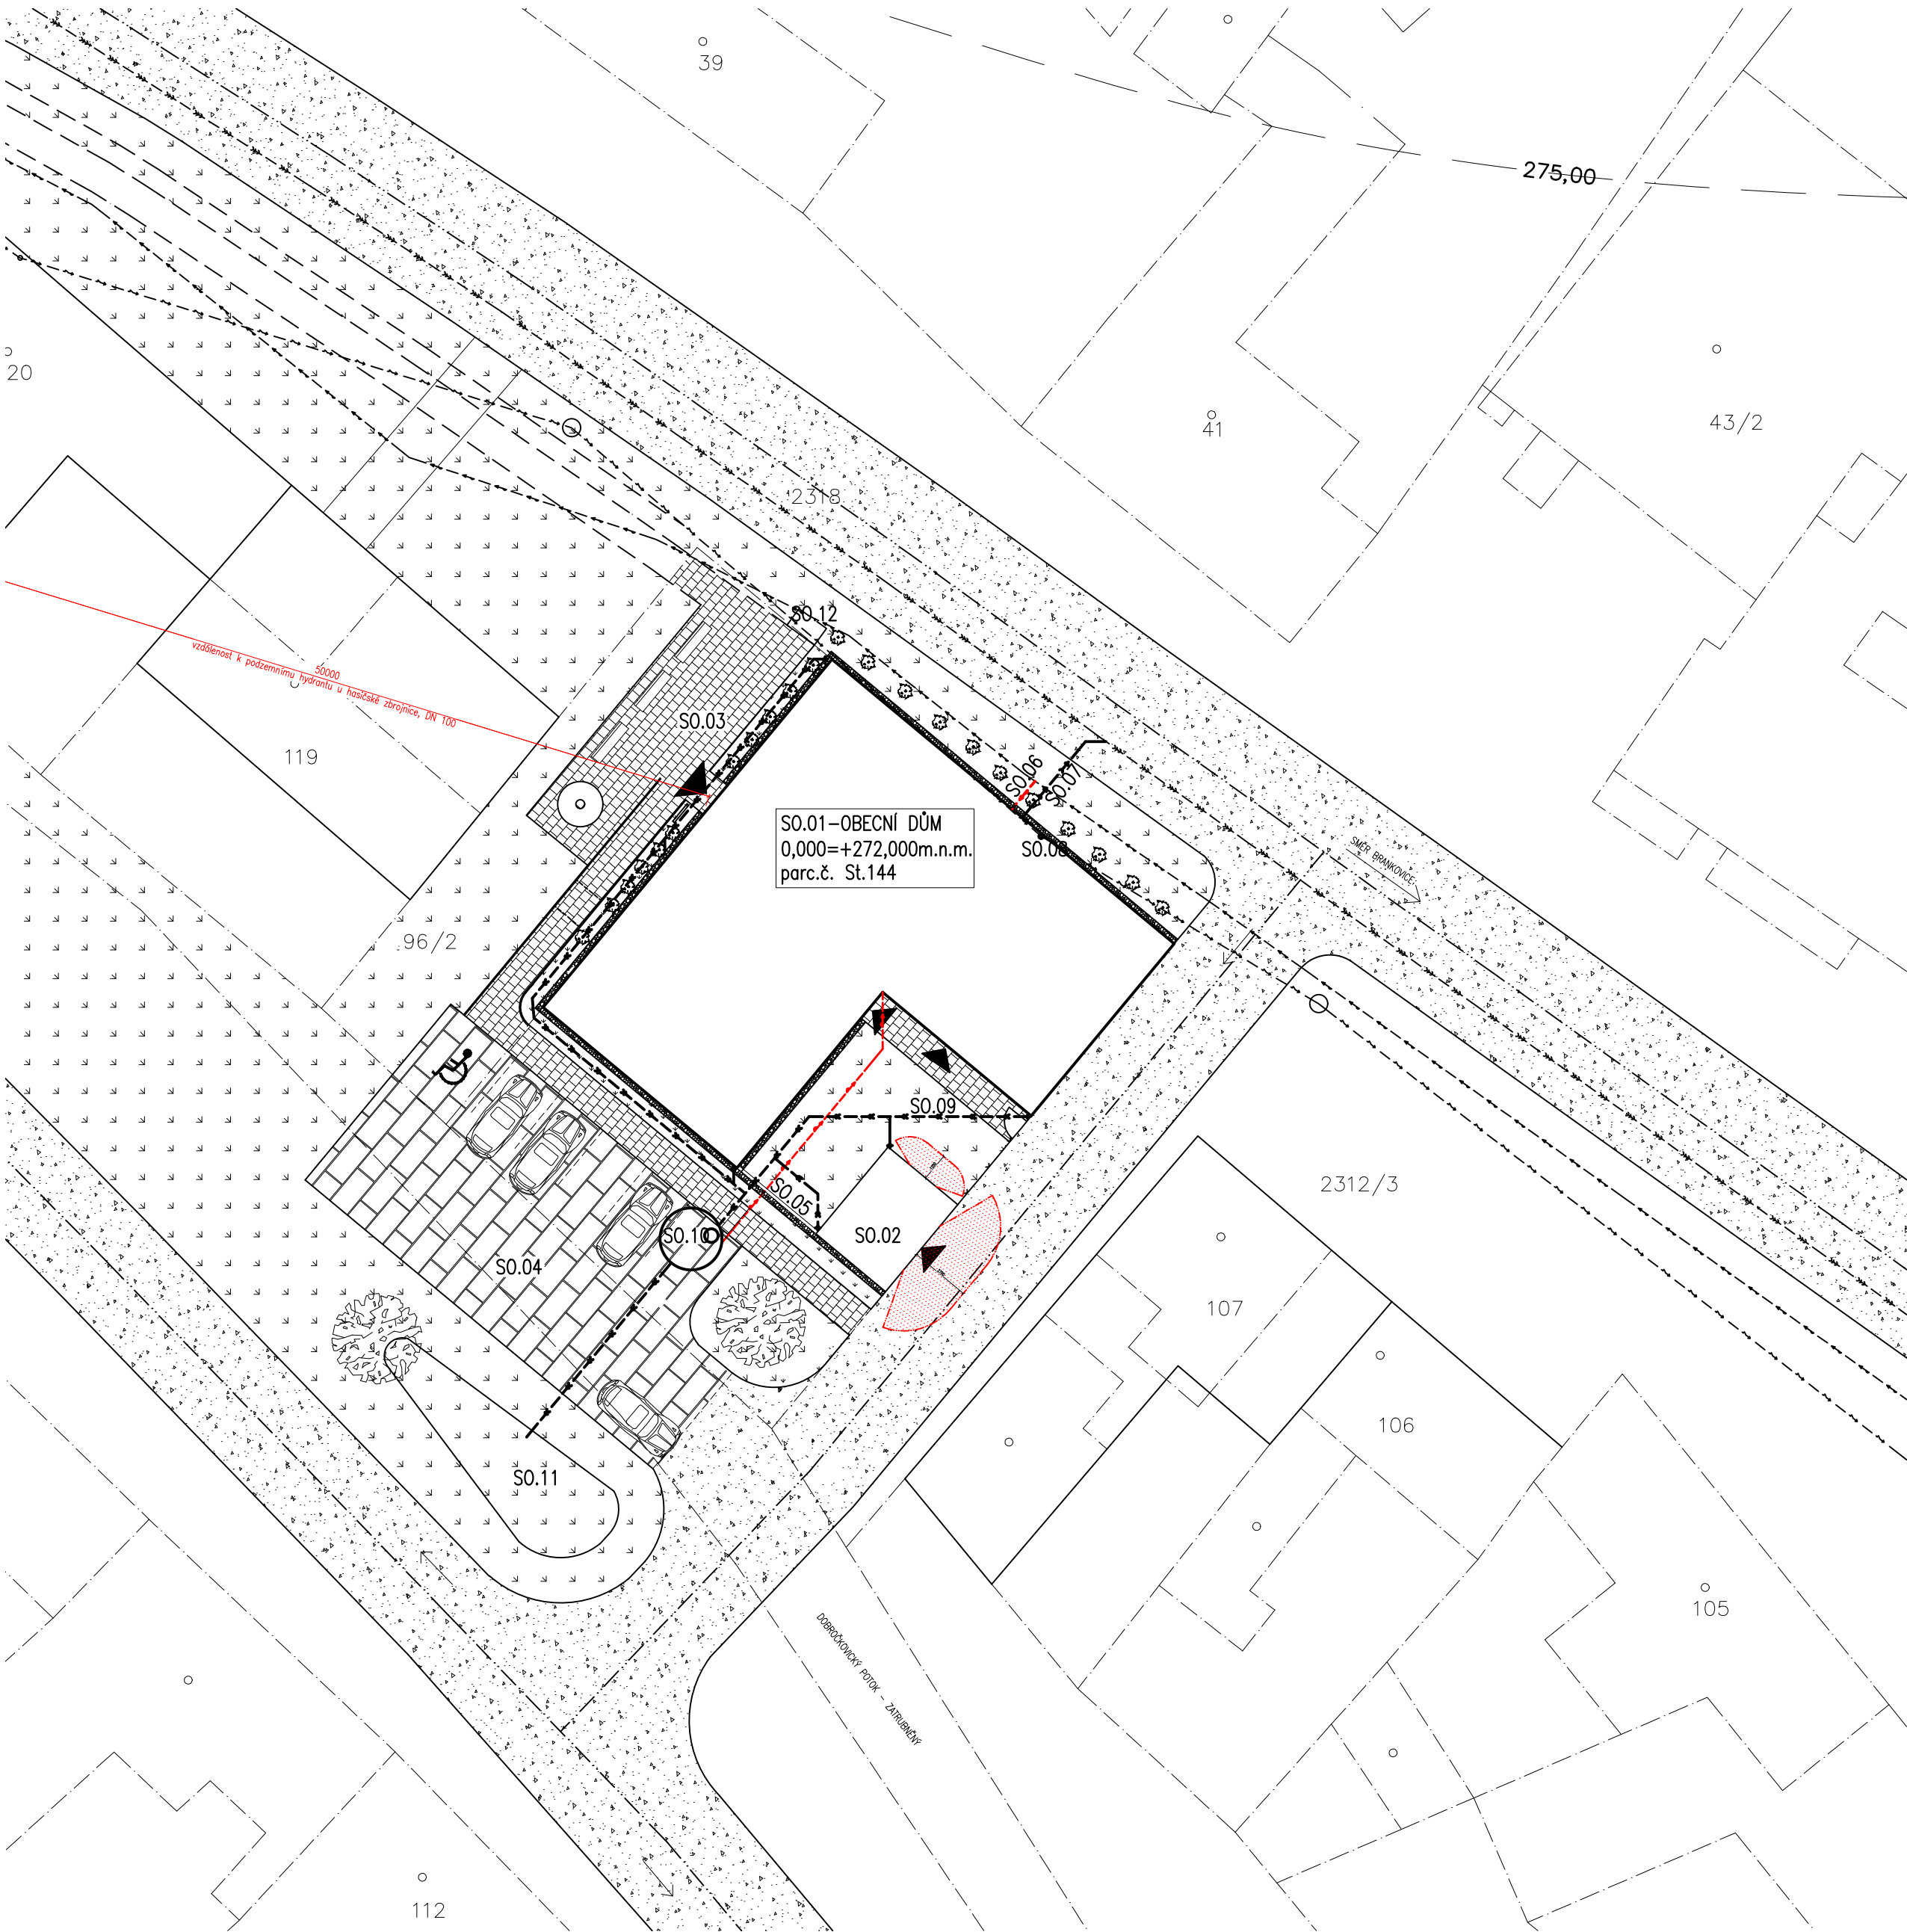 39
275,00
20
41
43/2
2318
SO.12
50000
vzdálenost k podzemnímu hydrantu u hasičské zbrojnice, DN 100
SO.03
119
SO.06
SO.07
SO.01-OBECNÍ DŮM
0,000=+272,000m.n.m.
parc.č. St.144
SO.08
SMĚR BRANKOVICE
96/2
SO.09
2312/3
SO.05
SO.10
SO.02
SO.04
107
106
SO.11
105
DOBROČKOVICKÝ POTOK - ZATRUBNĚNÝ
112